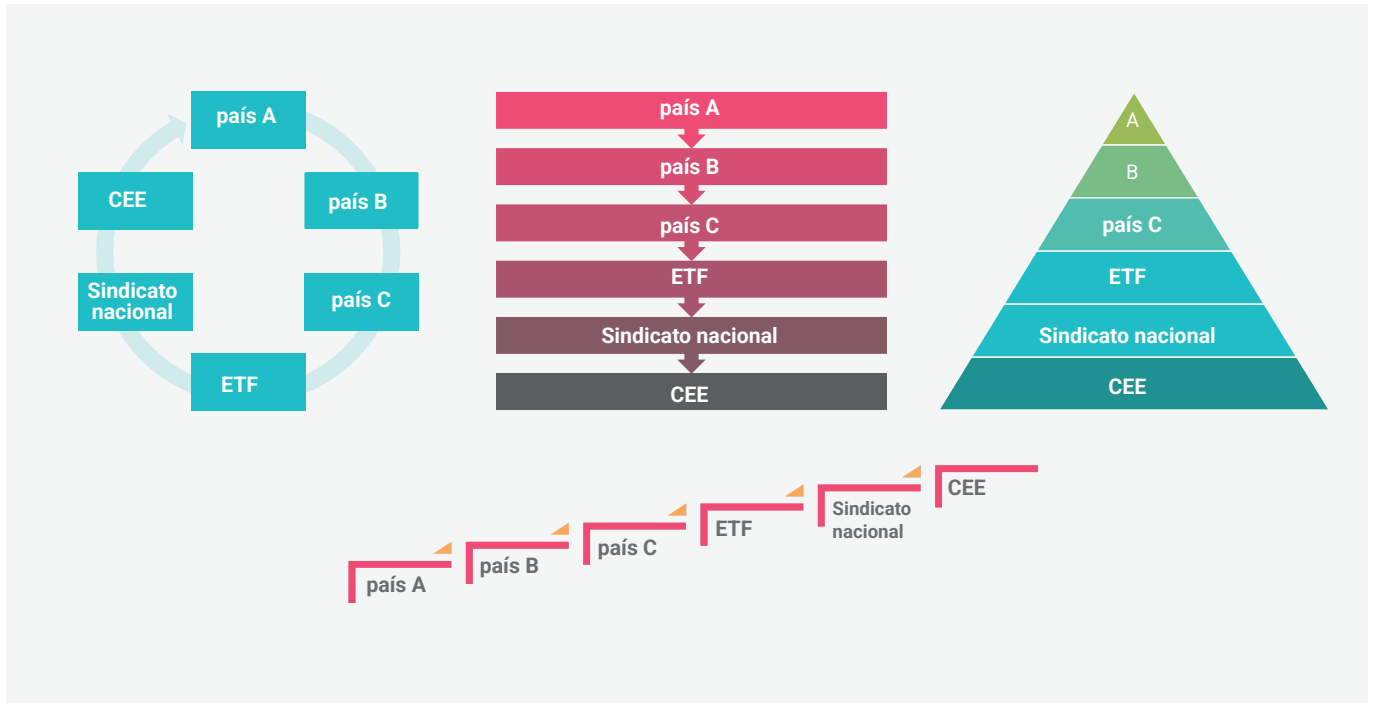 país A
país B
país C
ETF
Sindicato
nacional
CEE
país A
país B
país C
ETF
Sindicato nacional
CEE
A
B
país C
ETF
Sindicato nacional
CEE
país A
país B
país C
ETF
Sindicato
nacional
CEE